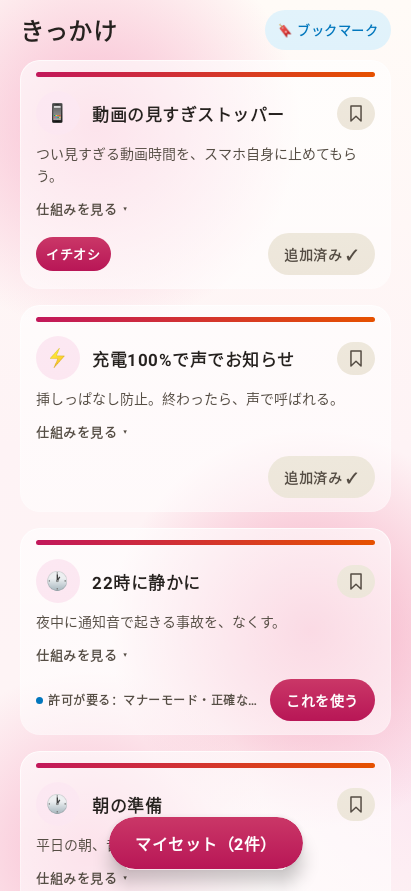 きっかけ
ブックマーク
動画の見すぎストッパー
つい見すぎる動画時間を、スマホ自身に止めてもら
う。
仕組みを見る
イチオシ
追加済み✓
充電100%で声でお知らせ
挿しっぱなし防止。終わったら、声で呼ばれる。
仕組みを見る
追加済み✓
22時に静かに
夜中に通知音で起きる事故を、なくす。
仕組みを見る
許可が要る: マナーモード・正確な…
これを使う
朝の準備
平日の朝、
仕組みを見る
マイセット（2件）